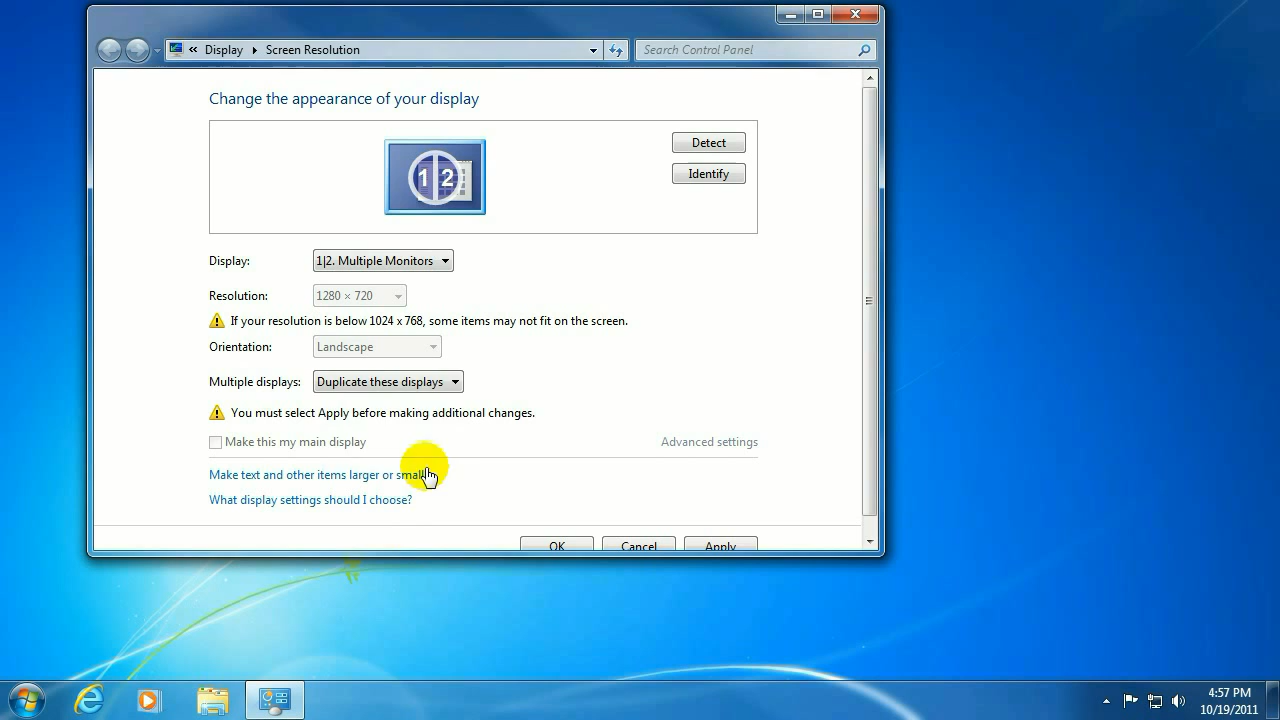 « Display ▸ Screen Resolution
Search Control Panel
Change the appearance of your display
1|2
Detect
Identify
Display: 1|2. Multiple Monitors
Resolution: 1280 × 720
If your resolution is below 1024 x 768, some items may not fit on the screen.
Orientation: Landscape
Multiple displays: Duplicate these displays
You must select Apply before making additional changes.
Make this my main display
Advanced settings
Make text and other items larger or small
What display settings should I choose?
OK Cancel Apply
4:57 PM
10/19/2011